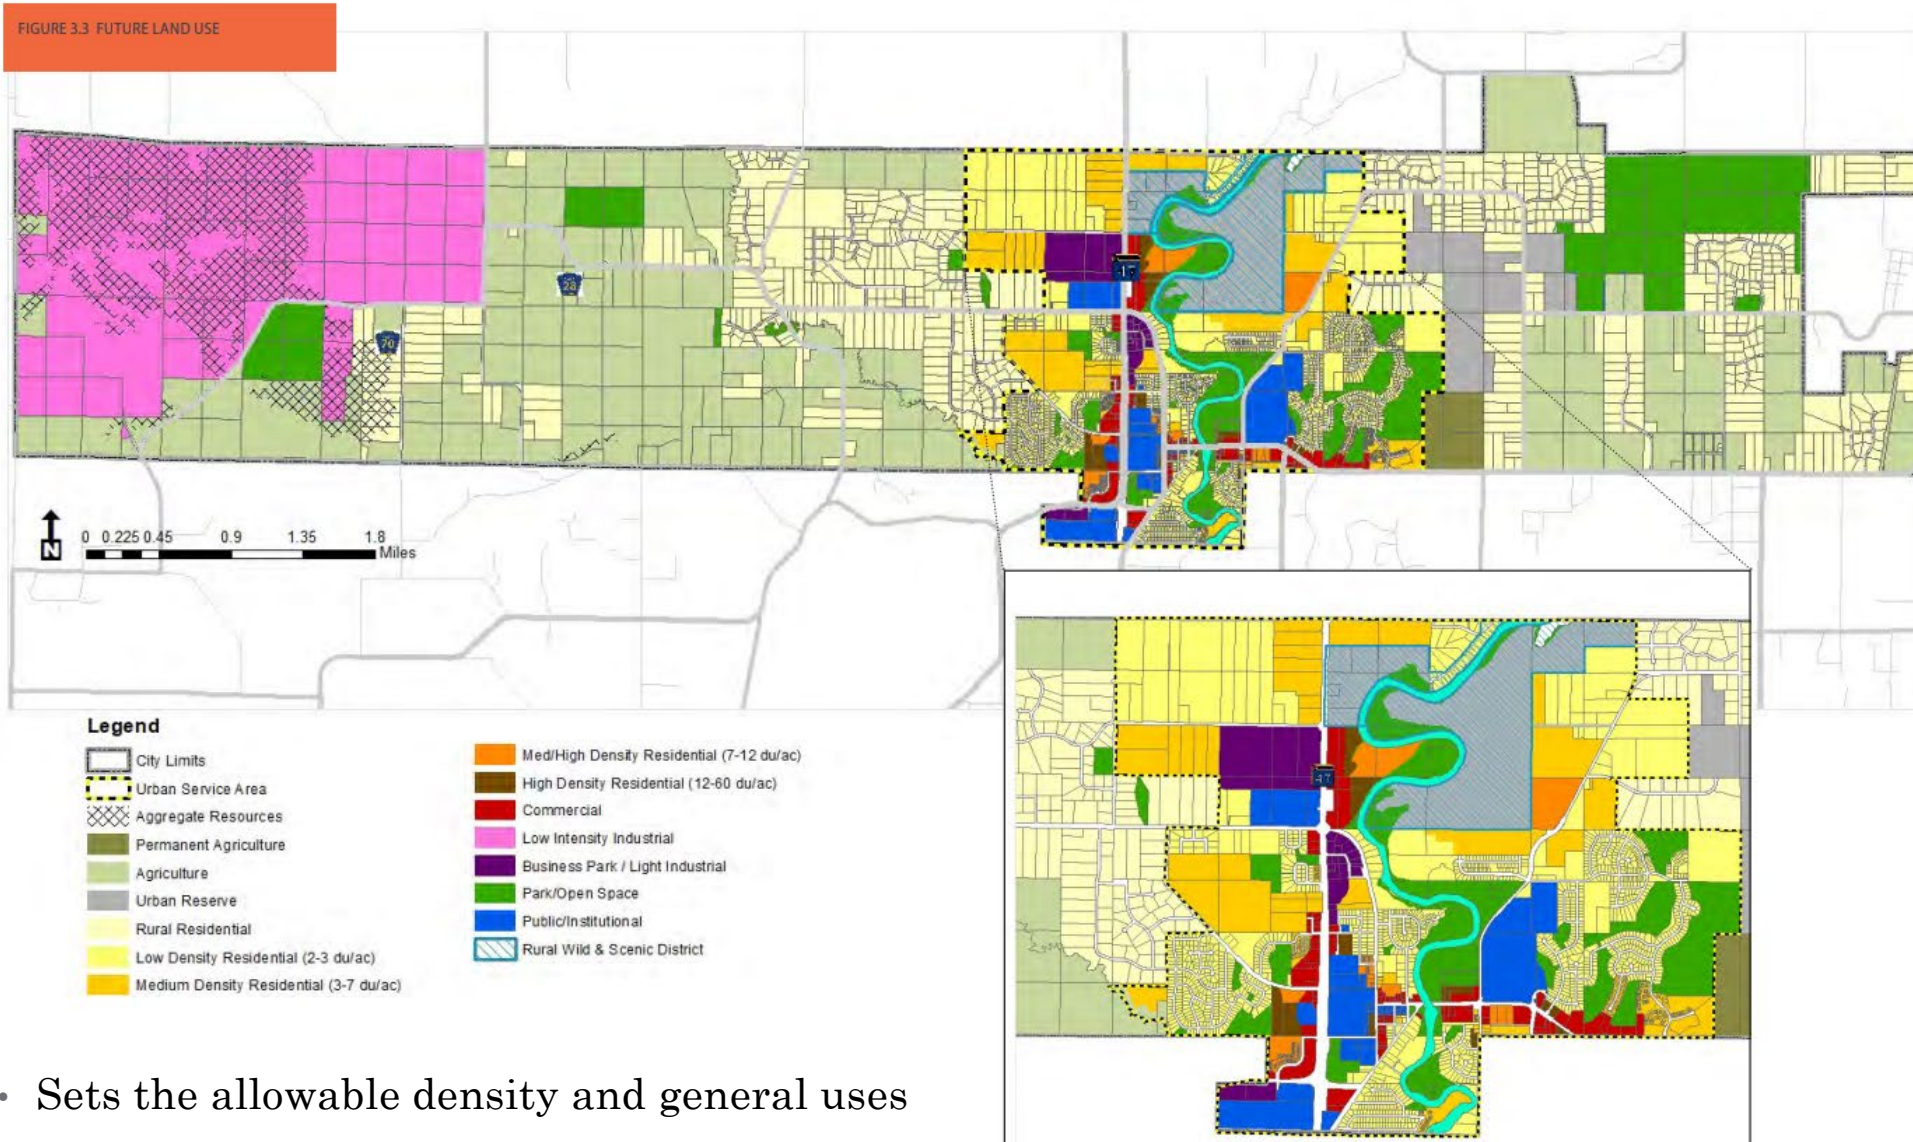 FIGURE 3.3 FUTURE LAND USE
28
70
47
N
0 0.225 0.45 0.9 1.35 1.8
Miles
47
Legend
City Limits
Urban Service Area
Aggregate Resources
Permanent Agriculture
Agriculture
Urban Reserve
Rural Residential
Low Density Residential (2-3 du/ac)
Medium Density Residential (3-7 du/ac)
Med/High Density Residential (7-12 du/ac)
High Density Residential (12-60 du/ac)
Commercial
Low Intensity Industrial
Business Park / Light Industrial
Park/Open Space
Public/Institutional
Rural Wild & Scenic District
• Sets the allowable density and general uses